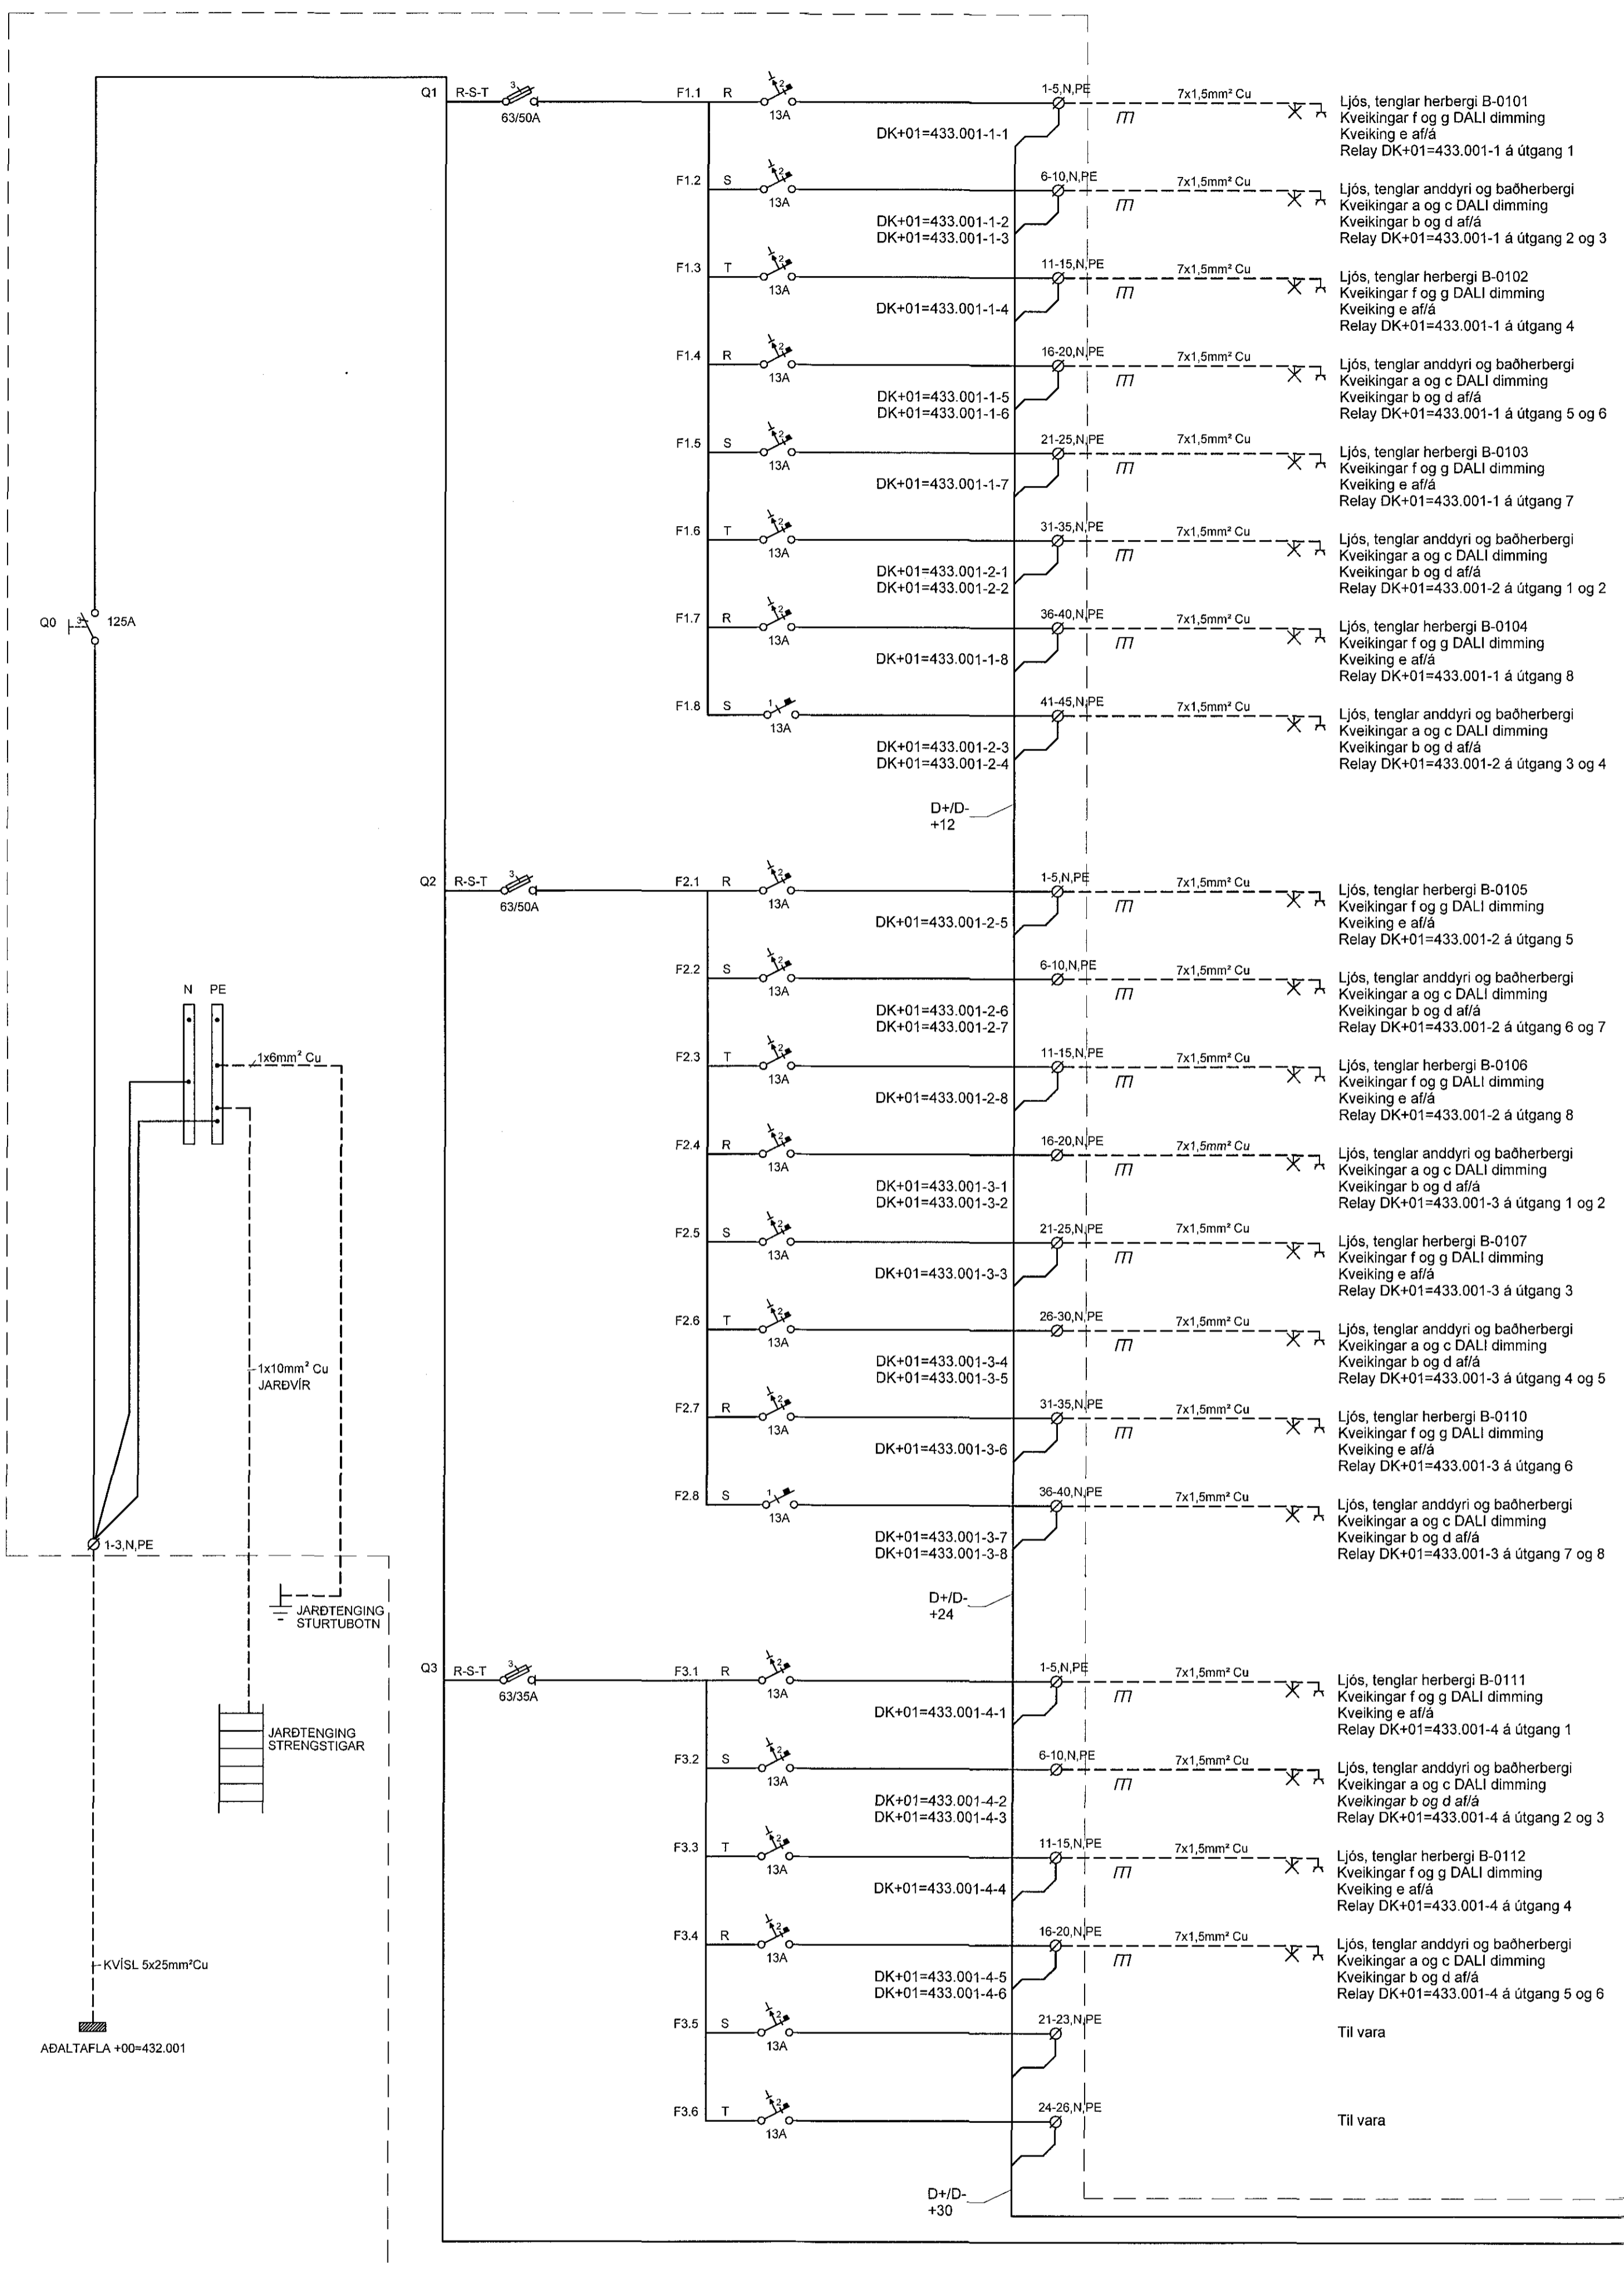 Q1 R-S-T 3 63/50A
F1.1 R 2 13A 1-5,N,PE 7x1,5mm² Cu
DK+01=433.001-1-1
Ljós, tenglar herbergi B-0101
Kveikingar f og g DALI dimming
Kveiking e af/á
Relay DK+01=433.001-1 á útgang 1
F1.2 S 2 13A 6-10,N,PE 7x1,5mm² Cu
DK+01=433.001-1-2
DK+01=433.001-1-3
Ljós, tenglar anddyri og baðherbergi
Kveikingar a og c DALI dimming
Kveikingar b og d af/á
Relay DK+01=433.001-1 á útgang 2 og 3
F1.3 T 2 13A 11-15,N,PE 7x1,5mm² Cu
DK+01=433.001-1-4
Ljós, tenglar herbergi B-0102
Kveikingar f og g DALI dimming
Kveiking e af/á
Relay DK+01=433.001-1 á útgang 4
F1.4 R 2 13A 16-20,N,PE 7x1,5mm² Cu
DK+01=433.001-1-5
DK+01=433.001-1-6
Ljós, tenglar anddyri og baðherbergi
Kveikingar a og c DALI dimming
Kveikingar b og d af/á
Relay DK+01=433.001-1 á útgang 5 og 6
F1.5 S 2 13A 21-25,N,PE 7x1,5mm² Cu
DK+01=433.001-1-7
Ljós, tenglar herbergi B-0103
Kveikingar f og g DALI dimming
Kveiking e af/á
Relay DK+01=433.001-1 á útgang 7
F1.6 T 2 13A 31-35,N,PE 7x1,5mm² Cu
DK+01=433.001-2-1
DK+01=433.001-2-2
Ljós, tenglar anddyri og baðherbergi
Kveikingar a og c DALI dimming
Kveikingar b og d af/á
Relay DK+01=433.001-2 á útgang 1 og 2
Q0 3 125A
F1.7 R 2 13A 36-40,N,PE 7x1,5mm² Cu
DK+01=433.001-1-8
Ljós, tenglar herbergi B-0104
Kveikingar f og g DALI dimming
Kveiking e af/á
Relay DK+01=433.001-1 á útgang 8
F1.8 S 1 13A 41-45,N,PE 7x1,5mm² Cu
DK+01=433.001-2-3
DK+01=433.001-2-4
Ljós, tenglar anddyri og baðherbergi
Kveikingar a og c DALI dimming
Kveikingar b og d af/á
Relay DK+01=433.001-2 á útgang 3 og 4
D+/D-
+12
Q2 R-S-T 3 63/50A
F2.1 R 2 13A 1-5,N,PE 7x1,5mm² Cu
DK+01=433.001-2-5
Ljós, tenglar herbergi B-0105
Kveikingar f og g DALI dimming
Kveiking e af/á
Relay DK+01=433.001-2 á útgang 5
F2.2 S 2 13A 6-10,N,PE 7x1,5mm² Cu
DK+01=433.001-2-6
DK+01=433.001-2-7
Ljós, tenglar anddyri og baðherbergi
Kveikingar a og c DALI dimming
Kveikingar b og d af/á
Relay DK+01=433.001-2 á útgang 6 og 7
N PE
1x6mm² Cu
F2.3 T 2 13A 11-15,N,PE 7x1,5mm² Cu
DK+01=433.001-2-8
Ljós, tenglar herbergi B-0106
Kveikingar f og g DALI dimming
Kveiking e af/á
Relay DK+01=433.001-2 á útgang 8
F2.4 R 2 13A 16-20,N,PE 7x1,5mm² Cu
DK+01=433.001-3-1
DK+01=433.001-3-2
Ljós, tenglar anddyri og baðherbergi
Kveikingar a og c DALI dimming
Kveikingar b og d af/á
Relay DK+01=433.001-3 á útgang 1 og 2
F2.5 S 2 13A 21-25,N,PE 7x1,5mm² Cu
DK+01=433.001-3-3
Ljós, tenglar herbergi B-0107
Kveikingar f og g DALI dimming
Kveiking e af/á
Relay DK+01=433.001-3 á útgang 3
F2.6 T 2 13A 26-30,N,PE 7x1,5mm² Cu
DK+01=433.001-3-4
DK+01=433.001-3-5
Ljós, tenglar anddyri og baðherbergi
Kveikingar a og c DALI dimming
Kveikingar b og d af/á
Relay DK+01=433.001-3 á útgang 4 og 5
1x10mm² Cu
JARÐVÍR
F2.7 R 2 13A 31-35,N,PE 7x1,5mm² Cu
DK+01=433.001-3-6
Ljós, tenglar herbergi B-0110
Kveikingar f og g DALI dimming
Kveiking e af/á
Relay DK+01=433.001-3 á útgang 6
F2.8 S 1 13A 36-40,N,PE 7x1,5mm² Cu
DK+01=433.001-3-7
DK+01=433.001-3-8
Ljós, tenglar anddyri og baðherbergi
Kveikingar a og c DALI dimming
Kveikingar b og d af/á
Relay DK+01=433.001-3 á útgang 7 og 8
1-3,N,PE
JARÐTENGING
STURTUBOTN
D+/D-
+24
Q3 R-S-T 3 63/35A
F3.1 R 2 13A 1-5,N,PE 7x1,5mm² Cu
DK+01=433.001-4-1
Ljós, tenglar herbergi B-0111
Kveikingar f og g DALI dimming
Kveiking e af/á
Relay DK+01=433.001-4 á útgang 1
JARÐTENGING
STRENGSTIGAR
F3.2 S 2 13A 6-10,N,PE 7x1,5mm² Cu
DK+01=433.001-4-2
DK+01=433.001-4-3
Ljós, tenglar anddyri og baðherbergi
Kveikingar a og c DALI dimming
Kveikingar b og d af/á
Relay DK+01=433.001-4 á útgang 2 og 3
F3.3 T 2 13A 11-15,N,PE 7x1,5mm² Cu
DK+01=433.001-4-4
Ljós, tenglar herbergi B-0112
Kveikingar f og g DALI dimming
Kveiking e af/á
Relay DK+01=433.001-4 á útgang 4
F3.4 R 2 13A 16-20,N,PE 7x1,5mm² Cu
DK+01=433.001-4-5
DK+01=433.001-4-6
Ljós, tenglar anddyri og baðherbergi
Kveikingar a og c DALI dimming
Kveikingar b og d af/á
Relay DK+01=433.001-4 á útgang 5 og 6
KVÍSL 5x25mm²Cu
AÐALTAFLA +00=432.001
F3.5 S 2 13A 21-23,N,PE Til vara
F3.6 T 2 13A 24-26,N,PE Til vara
D+/D-
+30